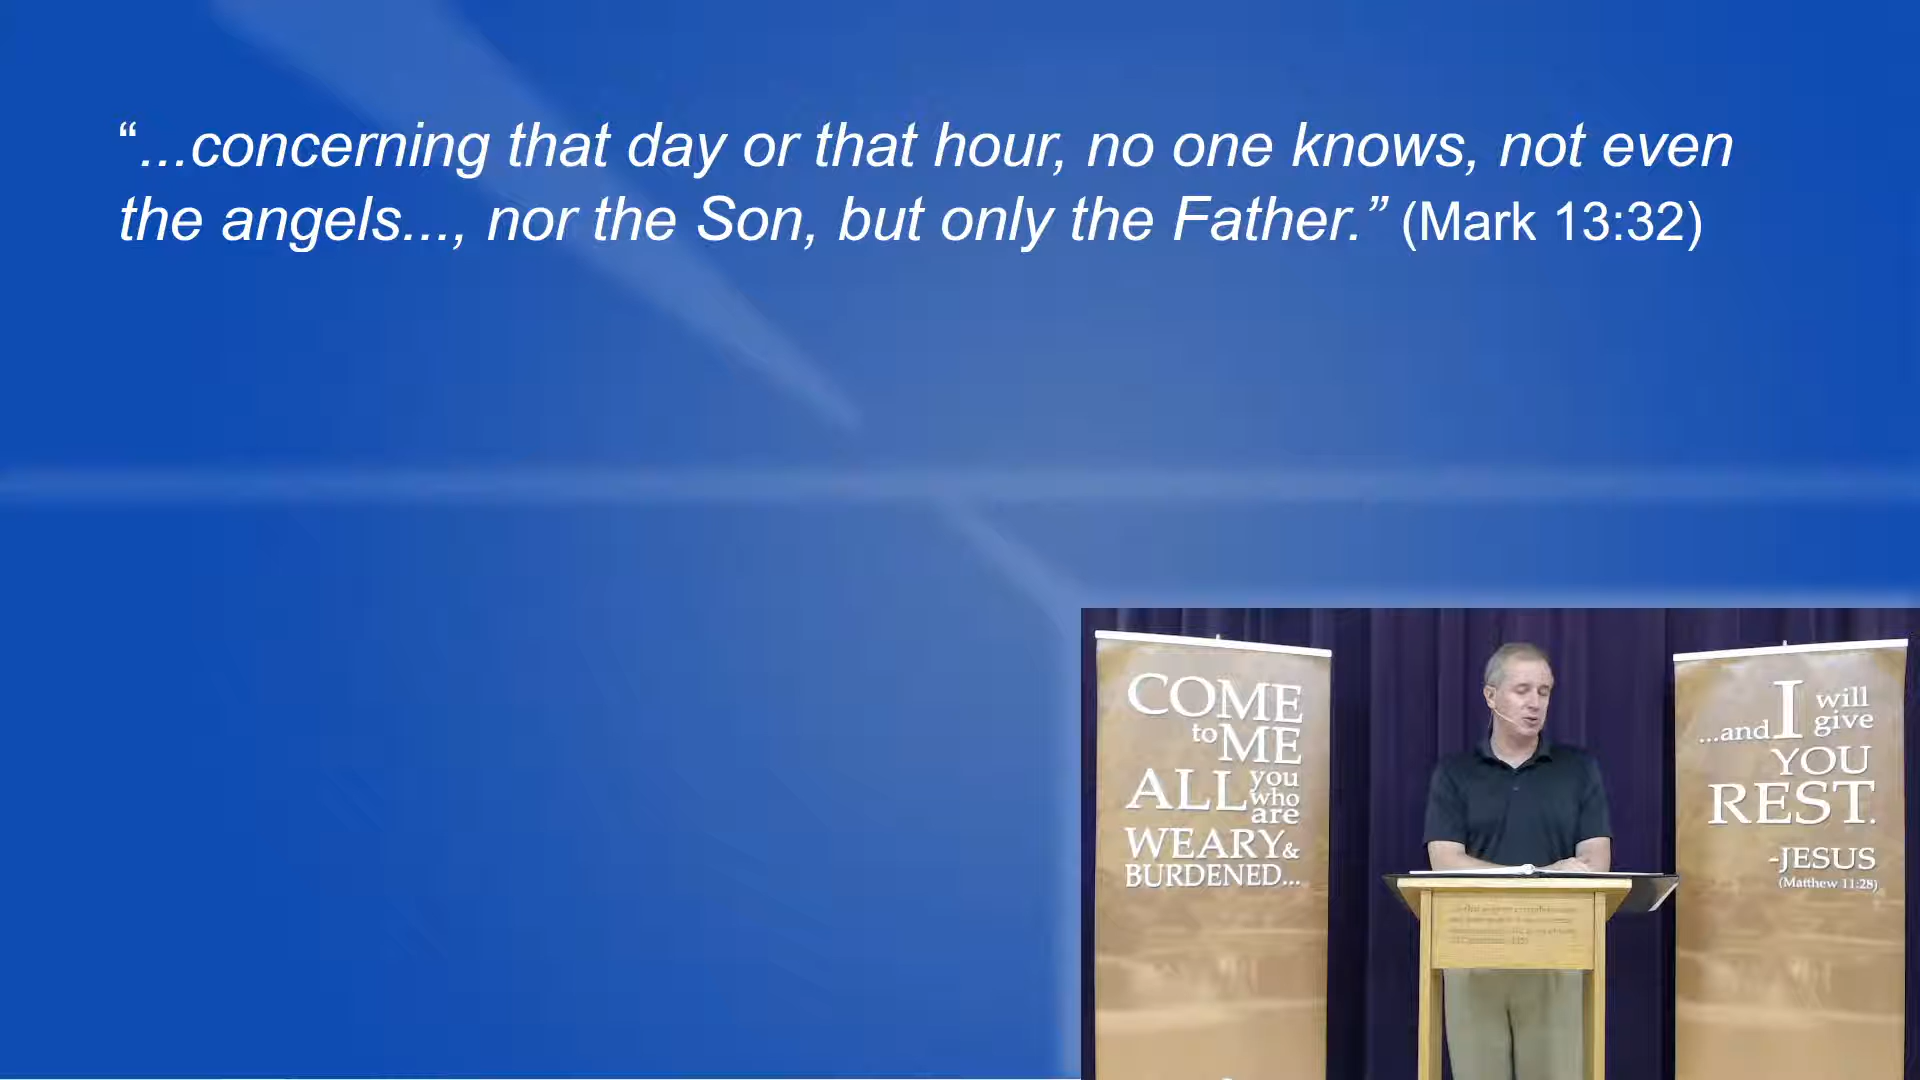 “...concerning that day or that hour, no one knows, not even
the angels..., nor the Son, but only the Father.” (Mark 13:32)
COME
to ME
ALL you who are
WEARY &
BURDENED...
...and I will give
YOU
REST.
-JESUS
(Matthew 11:28)